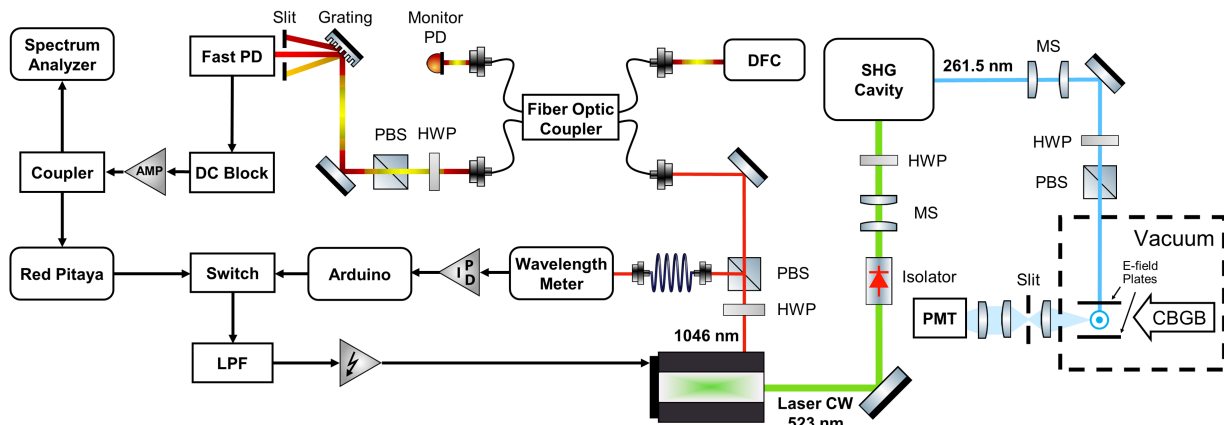 Slit
Grating
Monitor
PD
Spectrum
Analyzer
Fast PD
DFC
SHG
Cavity
261.5 nm
MS
Fiber Optic
Coupler
PBS
HWP
HWP
HWP
PBS
Coupler
AMP
DC Block
MS
Vacuum
E-field
Plates
CBGB
Red Pitaya
Switch
Arduino
P
I
D
Wavelength
Meter
PBS
HWP
Isolator
PMT
Slit
1046 nm
LPF
Laser CW
523 nm